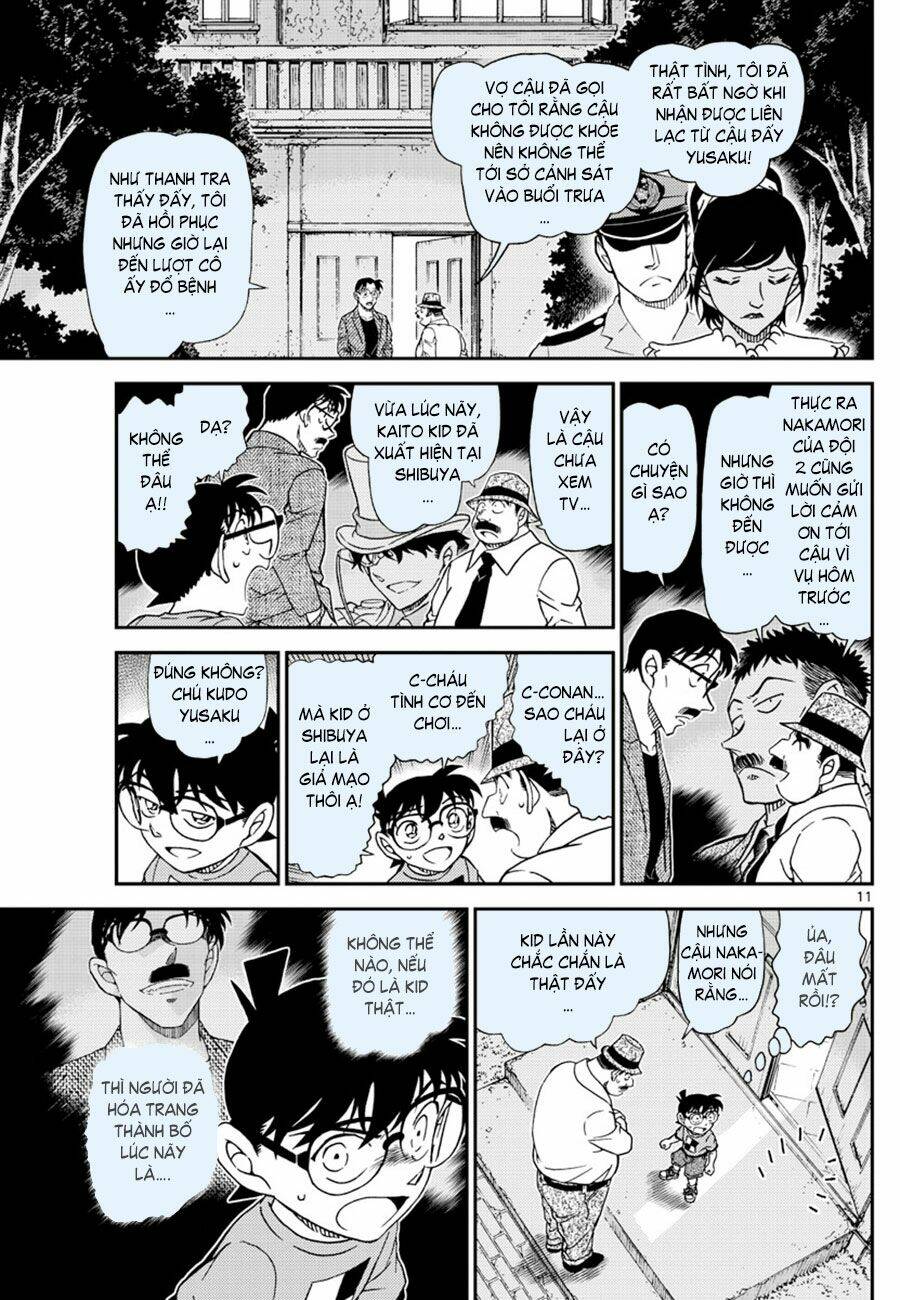 THẬT TÌNH, TÔI ĐÃ
RẤT BẤT NGỜ KHI
NHẬN ĐƯỢC LIÊN
LẠC TỪ CẬU ĐẤY
YUSAKU!
VỢ CẬU ĐÃ GỌI
CHO TÔI RẰNG CẬU
KHÔNG ĐƯỢC KHỎE
NÊN KHÔNG THỂ
TỚI SỞ CẢNH SÁT
VÀO BUỔI TRƯA
...
NHƯ THANH TRA
THẤY ĐẤY, TÔI
ĐÃ HỒI PHỤC
NHƯNG GIỜ LẠI
ĐẾN LƯỢT CÔ
ẤY ĐỔ BỆNH
...
THỰC RA
NAKAMORI
CỦA ĐỘI
2 CŨNG
MUỐN GỬI
LỜI CẢM
ƠN TỚI
CẬU VÌ
VỤ HÔM
TRƯỚC
...
NHƯNG
GIỜ THÌ
KHÔNG
ĐẾN
ĐƯỢC
...
CÓ
CHUYỆN
GÌ SAO
Ạ?
VẬY
LÀ CẬU
CHƯA
XEM
TV...
VỪA LÚC NÃY,
KAITO KID ĐÃ
XUẤT HIỆN TẠI
SHIBUYA
...
DẠ?
KHÔNG
THỂ
ĐÂU
Ạ!!
C-CONAN...
SAO CHÁU
LẠI Ở
ĐÂY?
C-CHÁU
TÌNH CƠ ĐẾN
CHƠI...
MÀ KID Ở
SHIBUYA
LẠI LÀ
GIẢ MẠO
THÔI Ạ!
ĐÚNG KHÔNG?
CHÚ KUDO
YUSAKU
...
11
ỦA,
ĐÂU
MẤT
RỒI!?
NHƯNG
CẬU NAKA-
MORI NÓI
RẰNG...
KID LẦN NÀY
CHẮC CHẮN LÀ
THẬT ĐẤY
...
KHÔNG THỂ
NÀO, NẾU
ĐÓ LÀ KID
THẬT...
THÌ NGƯỜI ĐÃ
HÓA TRANG
THÀNH BỐ
LÚC NÃY
LÀ....